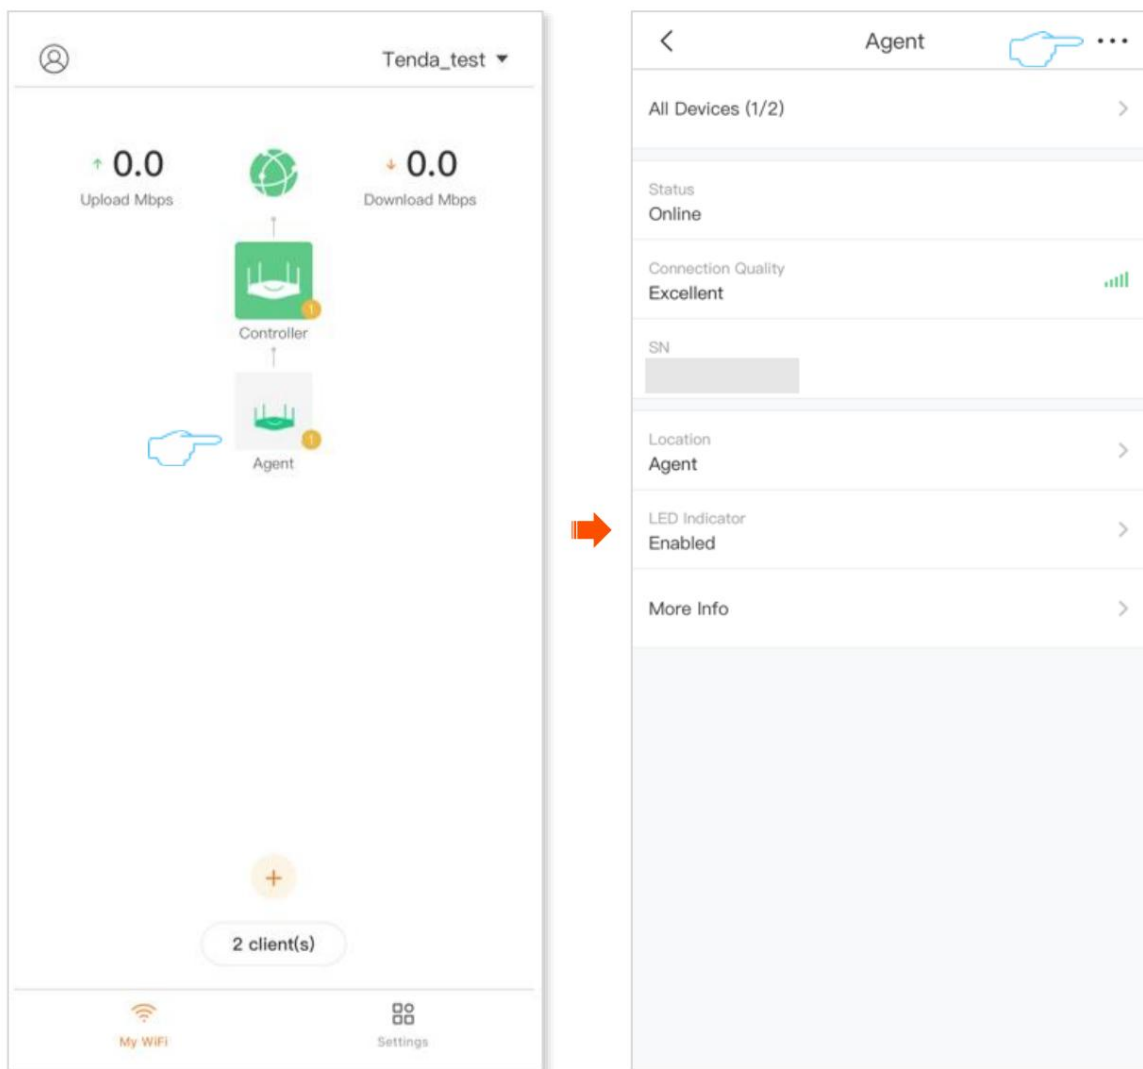 Tenda_test
0.0
Upload Mbps
0.0
Download Mbps
1
Controller
1
Agent
2 client(s)
My WiFi
Settings
Agent
All Devices (1/2)
Status
Online
Connection Quality
Excellent
SN
Location
Agent
LED Indicator
Enabled
More Info